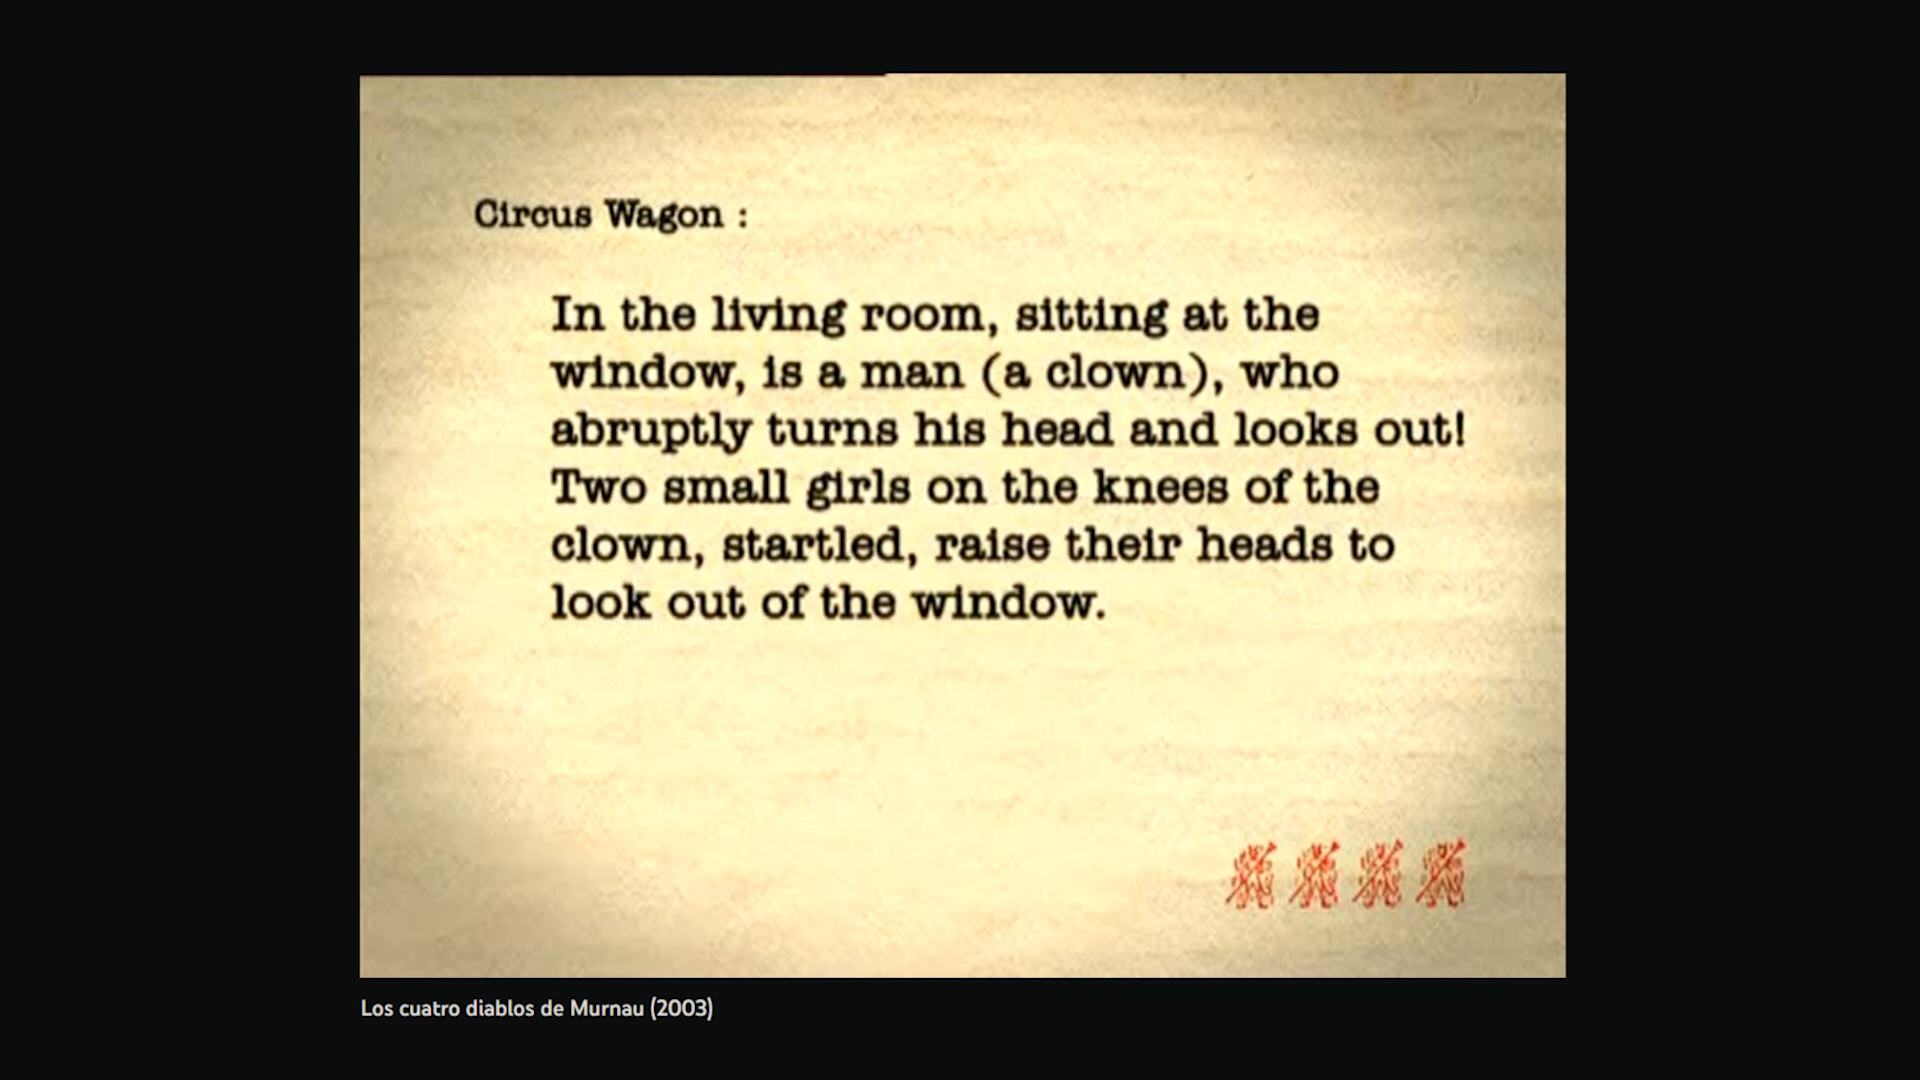 Circus Wagon :
In the living room, sitting at the
window, is a man (a clown), who
abruptly turns his head and looks out!
Two small girls on the knees of the
clown, startled, raise their heads to
look out of the window.
Los cuatro diablos de Murnau (2003)